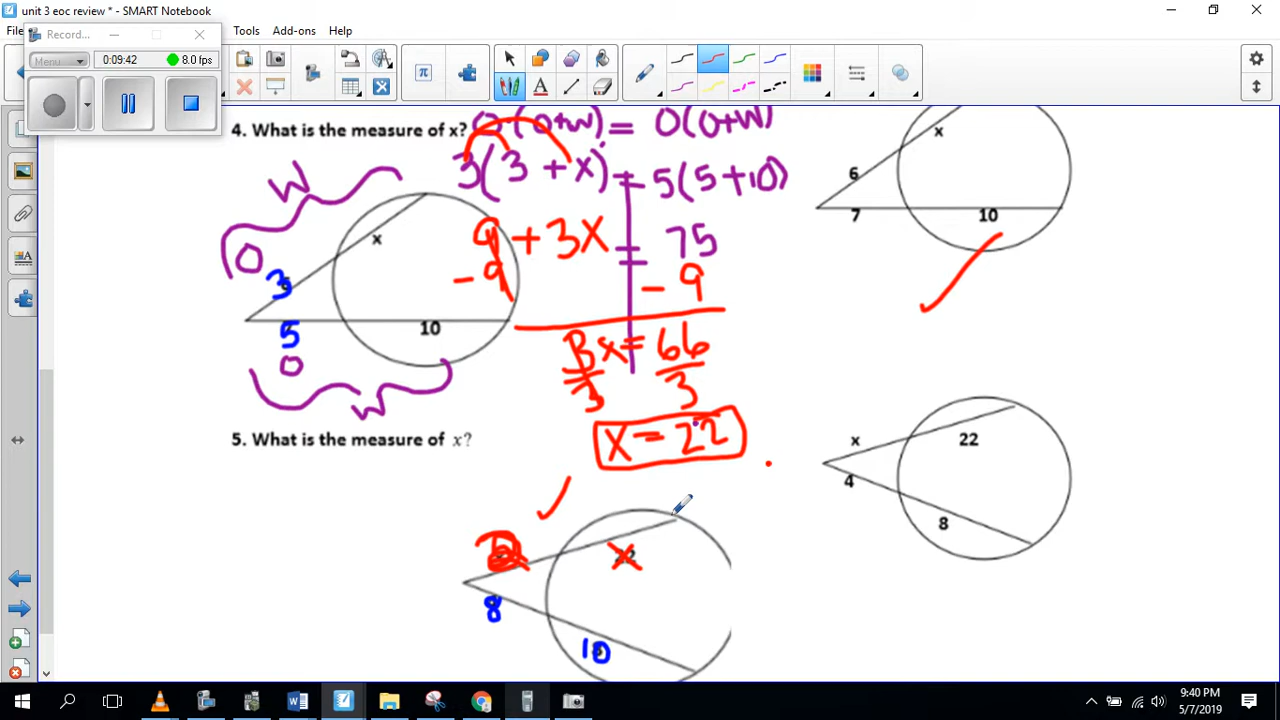 unit 3 eoc review * - SMART Notebook
Tools Add-ons Help
Record...
0:09:42 8.0 fps
Menu
4. What is the measure of x? O (O+W) = O(O+W)
3(3 + x) = 5(5+10)
9 + 3x = 75
- 9 - 9
3x = 66
3 3
x = 22
W
O
x
3
5
10
O
W
6
x
7
10
5. What is the measure of x?
x
22
4
8
x
8
10
9:40 PM
5/7/2019